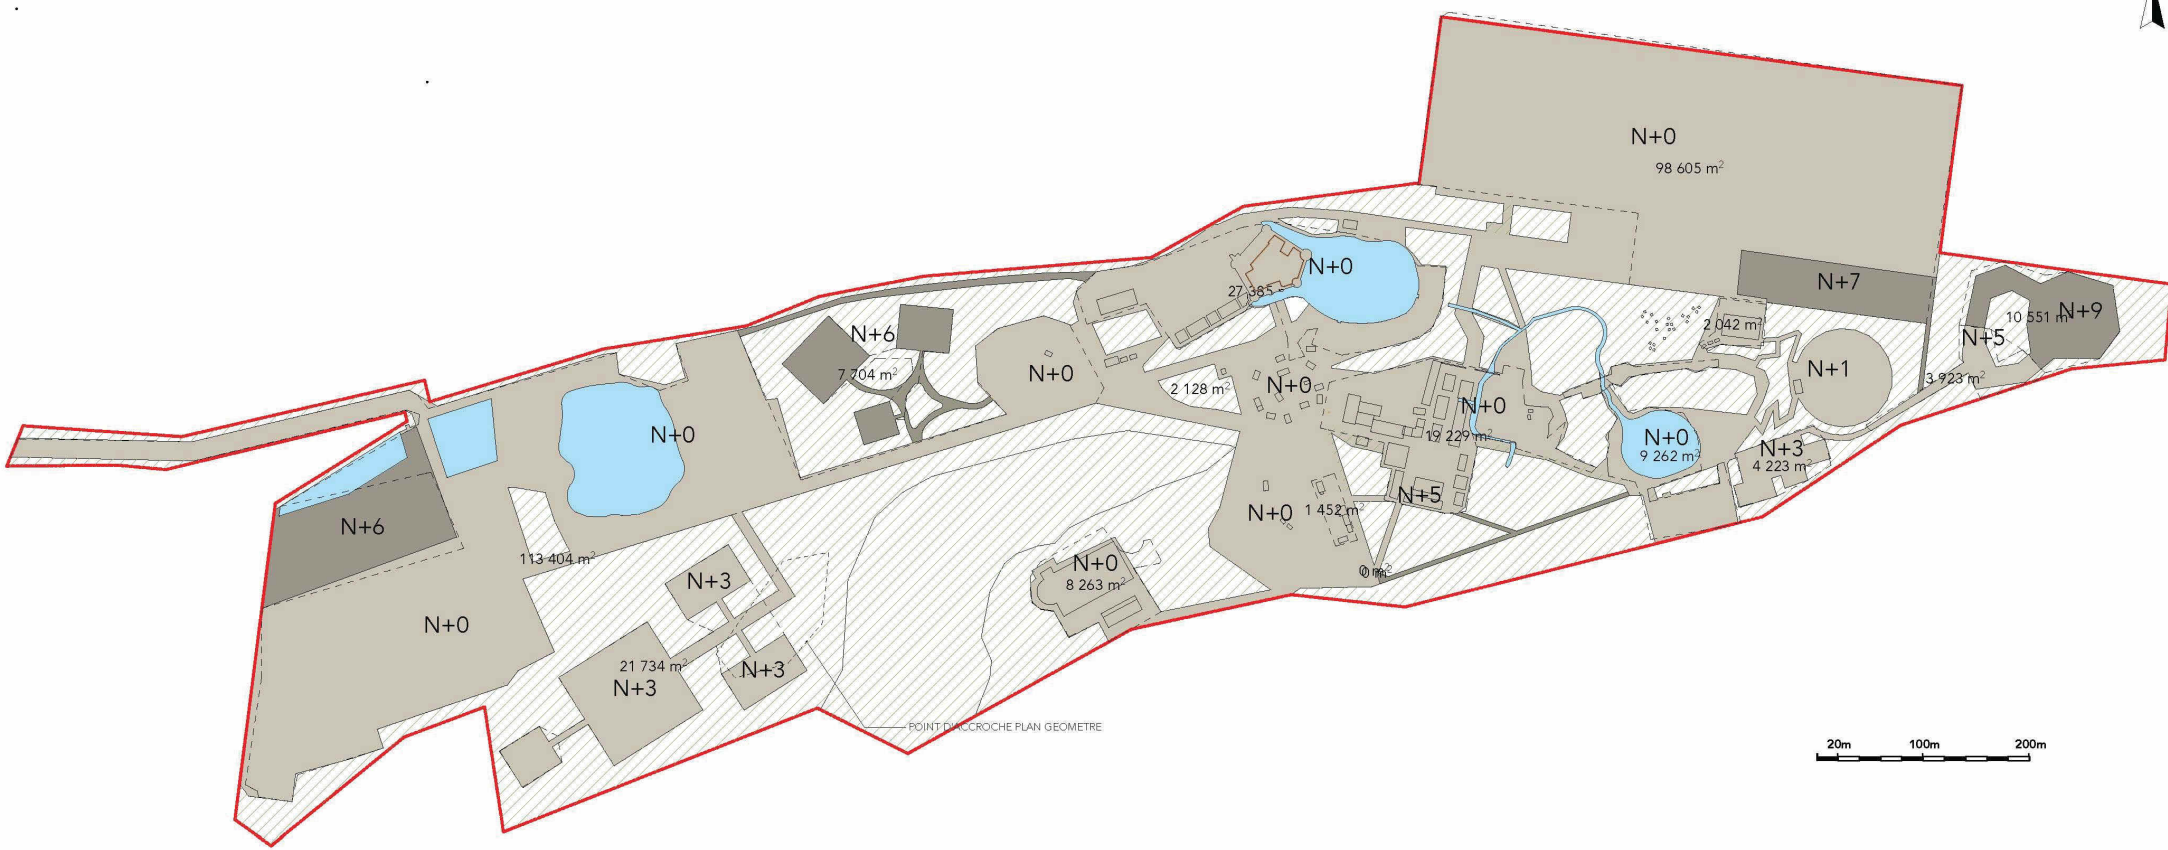 N+0
98 605 m²
N+0
27 385
N+7
N+9
10 551 m²
N+5
2 042 m²
N+6
7 704 m²
N+0
N+1
3 923 m²
N+0
2 128 m²
N+0
19 229 m²
N+0
N+0
9 262 m²
N+3
4 223 m²
N+5
N+0
1 452 m²
N+6
113 404 m²
N+0
8 263 m²
0 m²
N+3
N+0
21 734 m²
N+3
N+3
POINT D'ACCROCHE PLAN GEOMETRE
20m 100m 200m